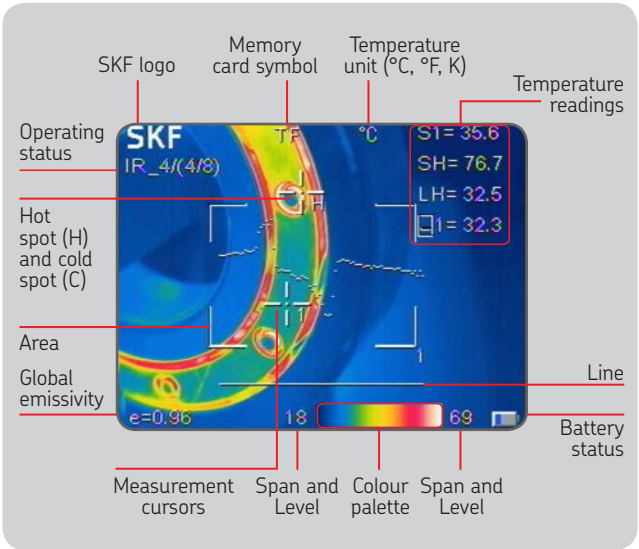 SKF logo
Memory
card symbol
Temperature
unit (°C, °F, K)
Temperature
readings
Operating
status
SKF
TF
°C
S1= 35.6
IR_4/(4/8)
SH= 76.7
LH= 32.5
L1= 32.3
Hot
spot (H)
and cold
spot (C)
H
1
1
Area
Global
emissivity
Line
e=0.96
18
69
Battery
status
Measurement
cursors
Span and
Level
Colour
palette
Span and
Level